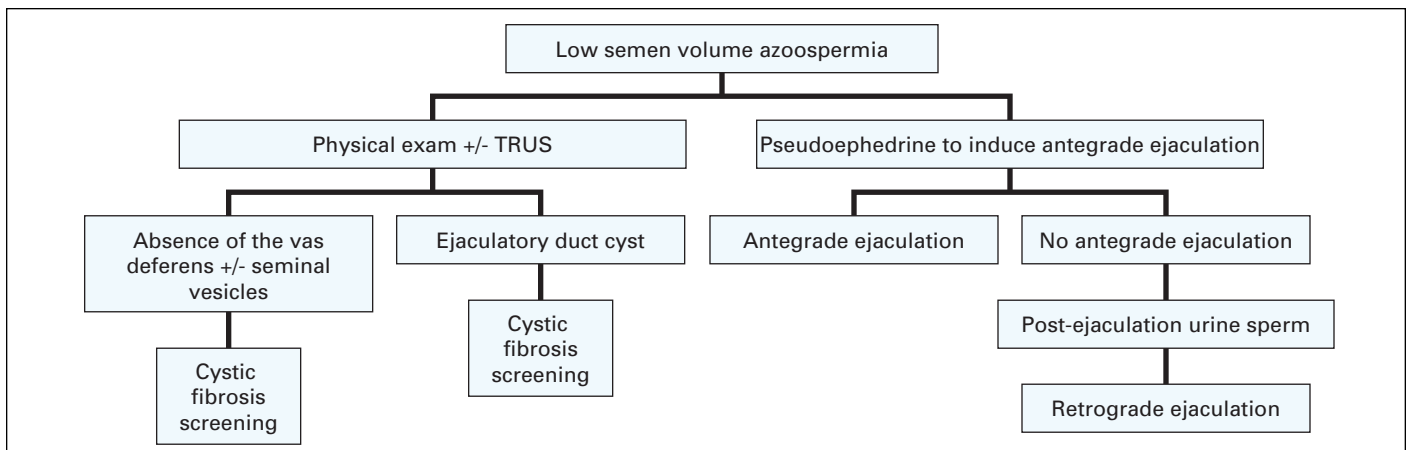 Low semen volume azoospermia
Physical exam +/- TRUS
Pseudoephedrine to induce antegrade ejaculation
Absence of the vas
deferens +/- seminal
vesicles
Ejaculatory duct cyst
Antegrade ejaculation
No antegrade ejaculation
Cystic
fibrosis
screening
Cystic
fibrosis
screening
Post-ejaculation urine sperm
Retrograde ejaculation